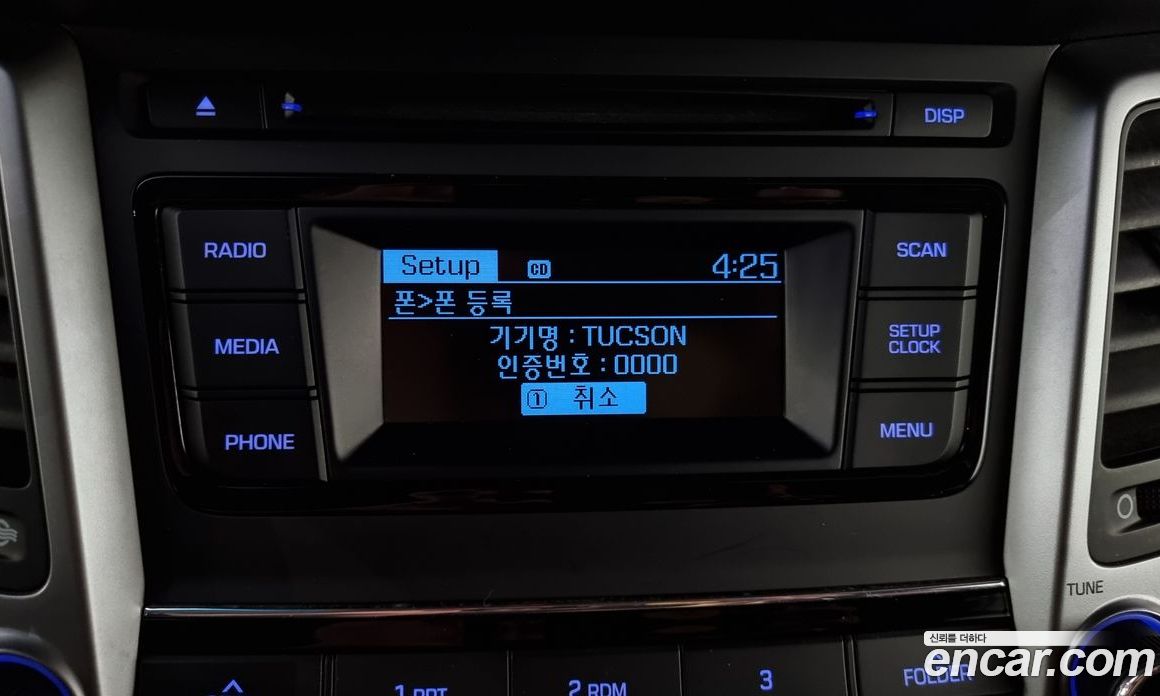 DISP
RADIO
MEDIA
PHONE
Setup CD 4:25
폰>폰 등록
기기명 : TUCSON
인증번호 : 0000
1 취소
SCAN
SETUP
CLOCK
MENU
TUNE
1 RPT
2 RDM
3
FOLDER
신뢰를 더하다
encar.com